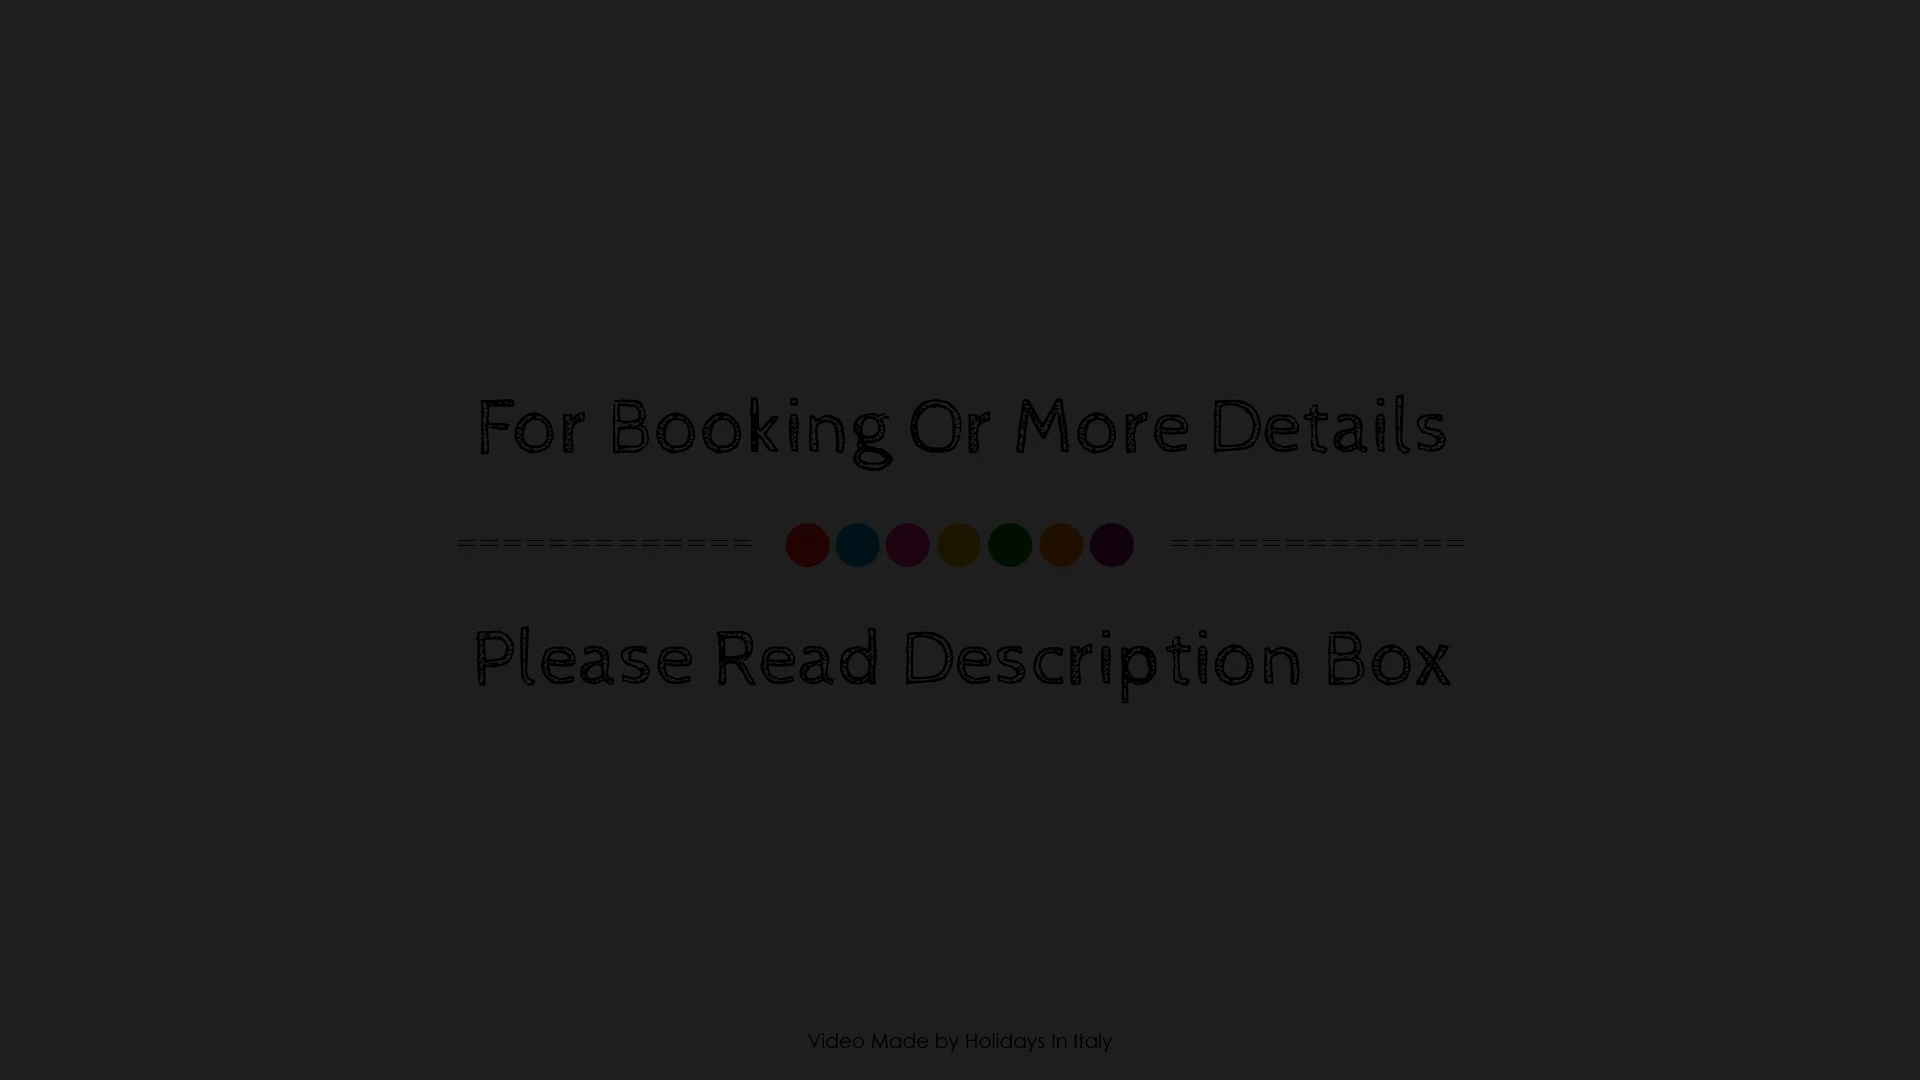 For Booking Or More Details
============= =============
Please Read Description Box
Video Made by Holidays In Italy